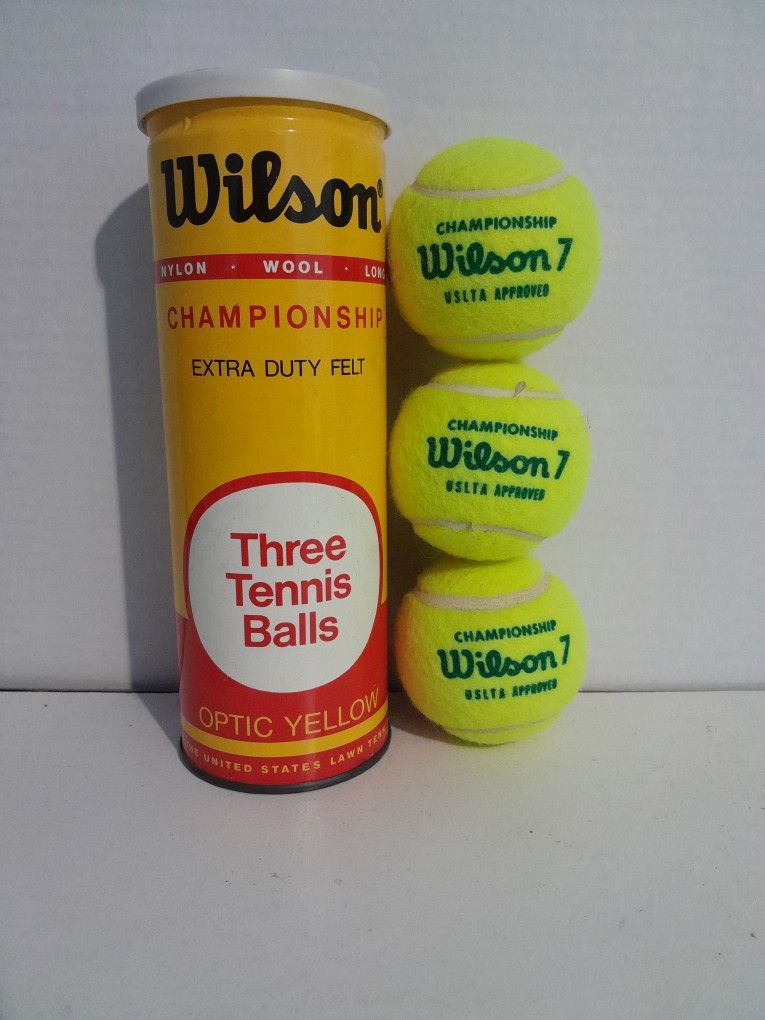 Wilson®
NYLON · WOOL · LONG
CHAMPIONSHIP
EXTRA DUTY FELT
Three
Tennis
Balls
OPTIC YELLOW
THE UNITED STATES LAWN TENN
CHAMPIONSHIP
Wilson 7
USLTA APPROVED
CHAMPIONSHIP
Wilson 7
USLTA APPROVED
CHAMPIONSHIP
Wilson 7
USLTA APPROVED